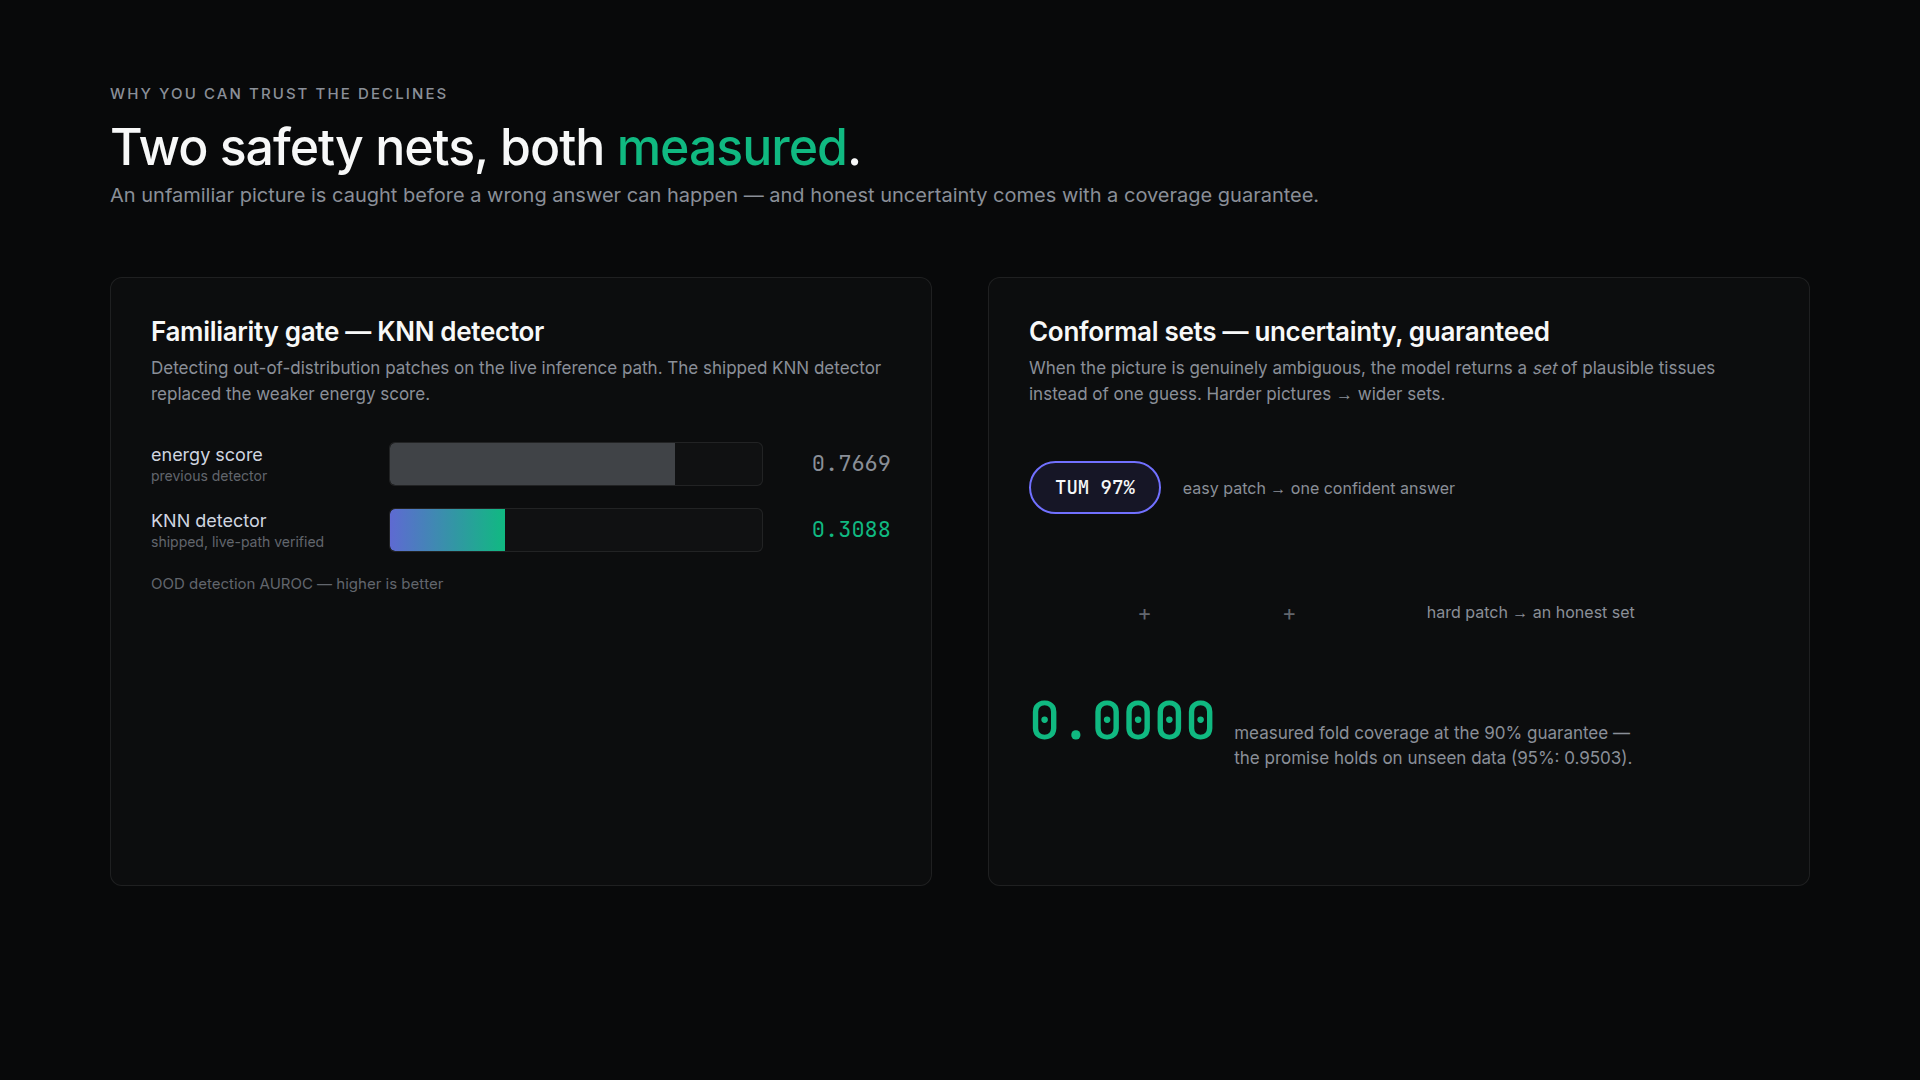 WHY YOU CAN TRUST THE DECLINES
Two safety nets, both measured.
An unfamiliar picture is caught before a wrong answer can happen — and honest uncertainty comes with a coverage guarantee.
Familiarity gate — KNN detector
Detecting out-of-distribution patches on the live inference path. The shipped KNN detector
replaced the weaker energy score.
energy score
previous detector
0.7669
KNN detector
shipped, live-path verified
0.3088
OOD detection AUROC — higher is better
Conformal sets — uncertainty, guaranteed
When the picture is genuinely ambiguous, the model returns a set of plausible tissues
instead of one guess. Harder pictures → wider sets.
TUM 97% easy patch → one confident answer
+ + hard patch → an honest set
0.0000
measured fold coverage at the 90% guarantee —
the promise holds on unseen data (95%: 0.9503).